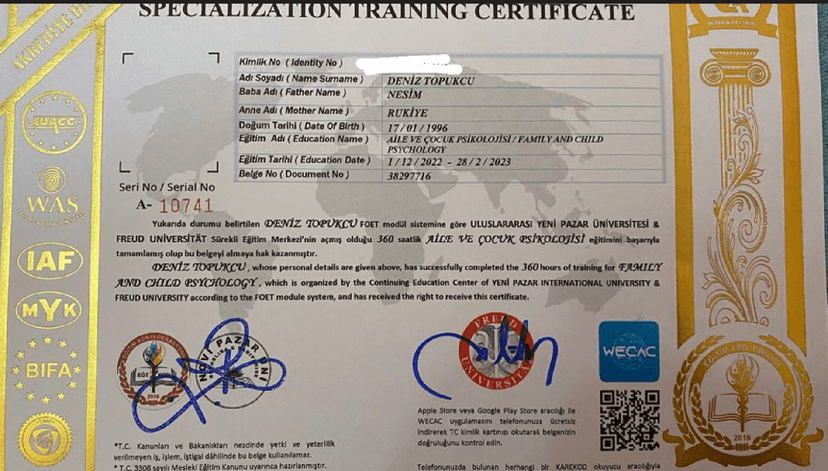 SPECIALIZATION TRAINING CERTIFICATE
INTERNATIONAL
Kimlik No ( Identity No )
Adı Soyadı ( Name Surname ) DENİZ TOPUKCU
Baba Adı ( Father Name ) NESİM
Anne Adı ( Mother Name ) RUKİYE
Doğum Tarihi ( Date Of Birth ) 17/01/1996
Eğitim Adı ( Education Name ) AİLE VE ÇOCUK PSİKOLOJİSİ / FAMILY AND CHILD
PSYCHOLOGY
Eğitim Tarihi ( Education Date ) 1/12/2022 - 28/2/2023
Belge No ( Document No ) 38297716
EUACC
WAS
IAF
MYK
BIFA
Seri No / Serial No
A- 10741
Yukarıda durumu belirtilen DENİZ TOPUKCU FOET modül sistemine göre ULUSLARARASI YENİ PAZAR ÜNİVERSİTESİ &
FREUD UNIVERSITÄT Sürekli Eğitim Merkezi'nin açmış olduğu 360 saatlik AİLE VE ÇOCUK PSİKOLOJİSİ eğitimini başarıyla
tamamlamış olup bu belgeyi almaya hak kazanmıştır.
DENİZ TOPUKCU, whose personal details are given above, has successfully completed the 360 hours of training for FAMILY
AND CHILD PSYCHOLOGY, which is organized by the Continuing Education Center of YENİ PAZAR INTERNATIONAL UNIVERSITY &
FREUD UNIVERSITY according to the FOET module system, and has received the right to receive this certificate.
NOVI PAZAR UNI
FREUD
UNIVERSITÄT
WECAC
2016
Apple Store veya Google Play Store aracılığı ile
WECAC uygulamasını telefonunuza ücretsiz
indirerek TC kimlik kartınızı okutarak belgenizin
doğruluğunu kontrol edin.
Telefonunuzda bulunan herhangi bir KAREKOD okuyucu aracılığıyla
*T.C. Kanunları ve Bakanlıkları nezdinde yetki ve yeterlilik
verilmeyen iş, işlem, iştigal dâhilinde bu belge kullanılamaz.
* T.C. 3308 sayılı Mesleki Eğitim Kanunu uyarınca hazırlanmıştır.